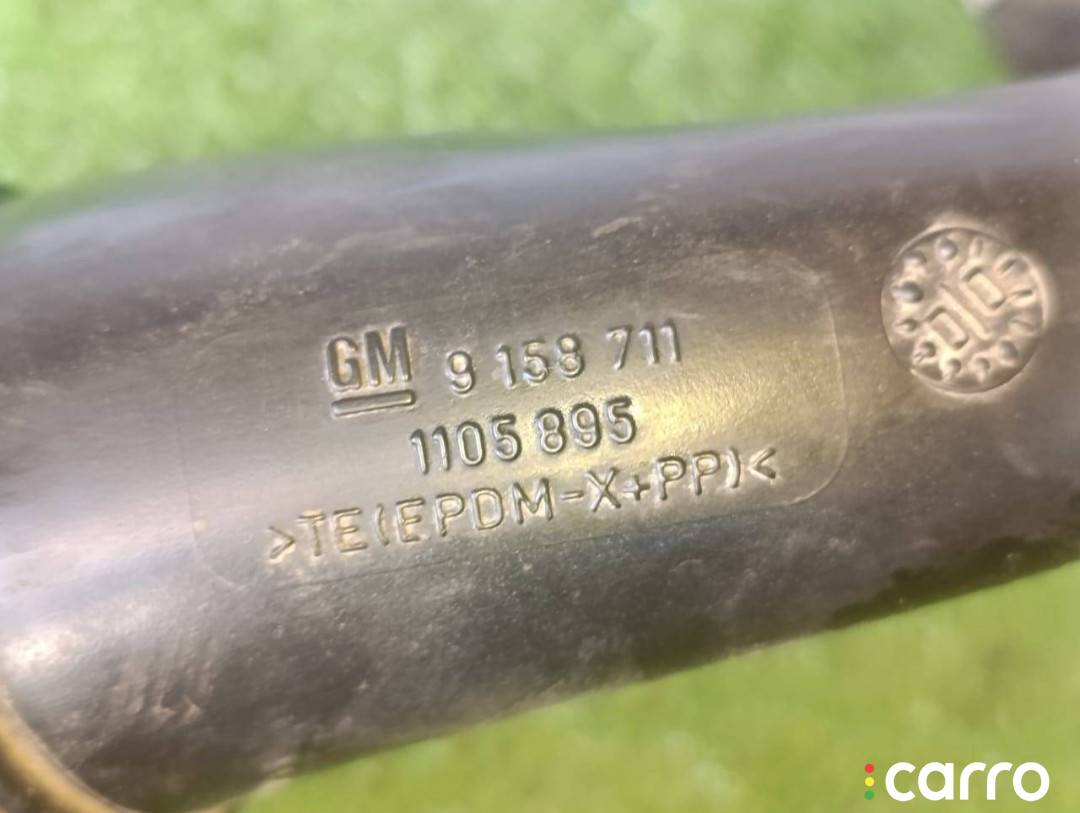 GM 9 158 711
1105 895
>TE(EPDM-X+PP)<
carro